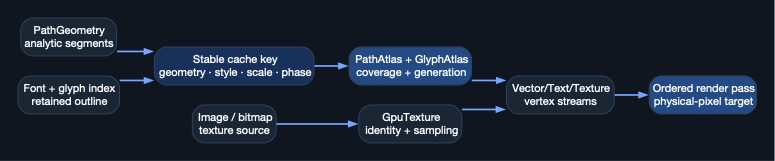 PathGeometry
analytic segments
Font + glyph index
retained outline
Stable cache key
geometry · style · scale · phase
PathAtlas + GlyphAtlas
coverage + generation
Image / bitmap
texture source
GpuTexture
identity + sampling
Vector/Text/Texture
vertex streams
Ordered render pass
physical-pixel target